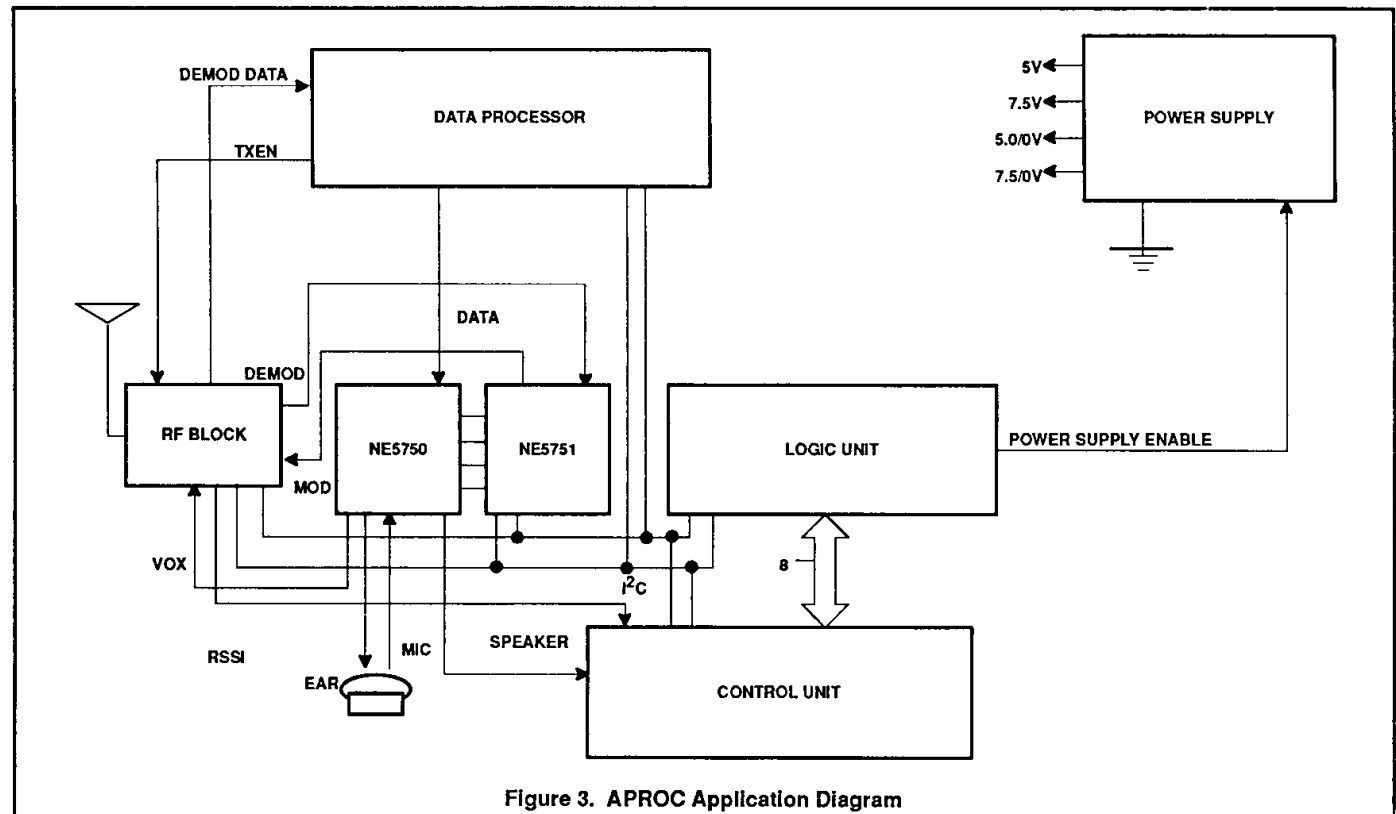 DEMOD DATA
DATA PROCESSOR
TXEN
5V
7.5V
5.0/0V
7.5/0V
POWER SUPPLY
DATA
DEMOD
RF BLOCK
NE5750
NE5751
LOGIC UNIT
POWER SUPPLY ENABLE
MOD
VOX
I²C
8
RSSI
MIC
SPEAKER
EAR
CONTROL UNIT
Figure 3. APROC Application Diagram